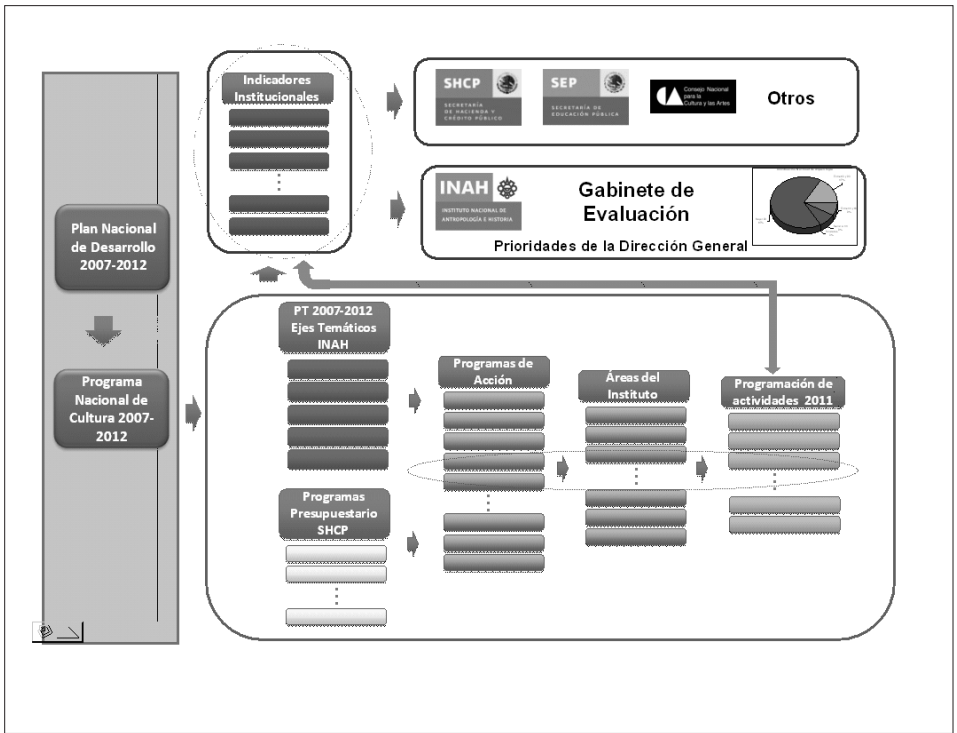 Plan Nacional
de Desarrollo
2007-2012
Programa
Nacional de
Cultura 2007-
2012
Indicadores
Institucionales
SHCP
SECRETARÍA
DE HACIENDA Y
CRÉDITO PÚBLICO
SEP
SECRETARÍA DE
EDUCACIÓN PÚBLICA
Consejo Nacional
para la
Cultura y las Artes
Otros
INAH
INSTITUTO NACIONAL DE
ANTROPOLOGÍA E HISTORIA
Gabinete de
Evaluación
Prioridades de la Dirección General
PT 2007-2012
Ejes Temáticos
INAH
Programas
Presupuestario
SHCP
Programas de
Acción
Áreas del
Instituto
Programación de
actividades 2011